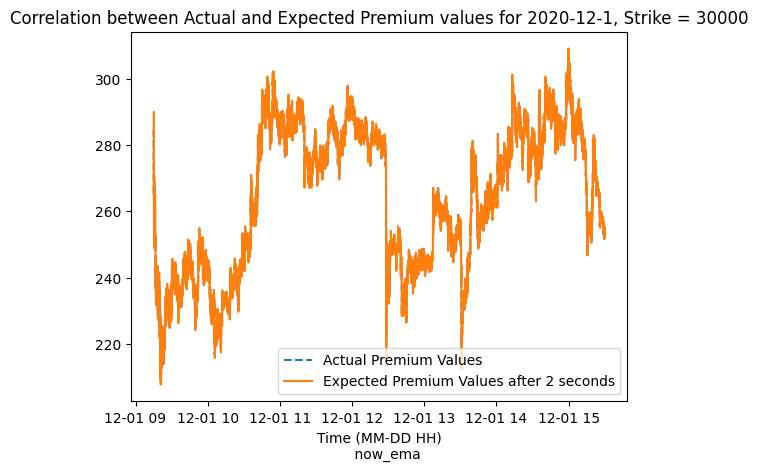 Correlation between Actual and Expected Premium values for 2020-12-1, Strike = 30000
300
280
260
240
220
Actual Premium Values
Expected Premium Values after 2 seconds
12-01 09 12-01 10 12-01 11 12-01 12 12-01 13 12-01 14 12-01 15
Time (MM-DD HH)
now_ema